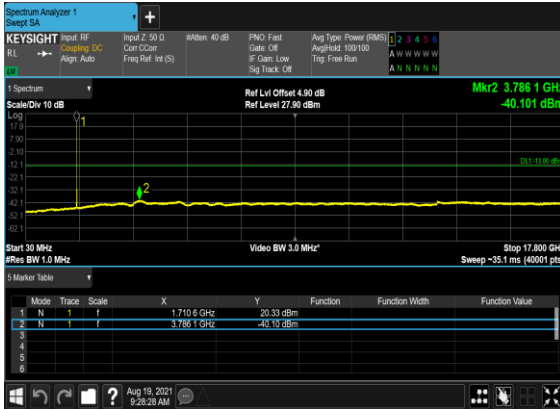 Spectrum Analyzer 1
Swept SA
+
KEYSIGHT Input: RF Input Z: 50 Ω #Atten: 40 dB PNO: Fast Avg Type: Power (RMS) 1 2 3 4 5 6
RL Coupling: DC Corr CCorr Gate: Off Avg|Hold: 100/100 A W W W W W
Align: Auto Freq Ref: Int (S) IF Gain: Low Trig: Free Run
Sig Track: Off A N N N N N
1 Spectrum Ref Lvl Offset 4.90 dB Mkr2 3.786 1 GHz
Scale/Div 10 dB Ref Level 27.90 dBm -40.101 dBm
Log
17.9 1
7.90
-2.10
-12.1 DL1 -13.00 dBm
-22.1
-32.1 2
-42.1
-52.1
-62.1
Start 30 MHz Video BW 3.0 MHz* Stop 17.800 GHz
#Res BW 1.0 MHz Sweep ~35.1 ms (40001 pts)
5 Marker Table
Mode Trace Scale X Y Function Function Width Function Value
1 N 1 f 1.710 6 GHz 20.33 dBm
2 N 1 f 3.786 1 GHz -40.10 dBm
3
4
5
6
? Aug 19, 2021
9:28:28 AM